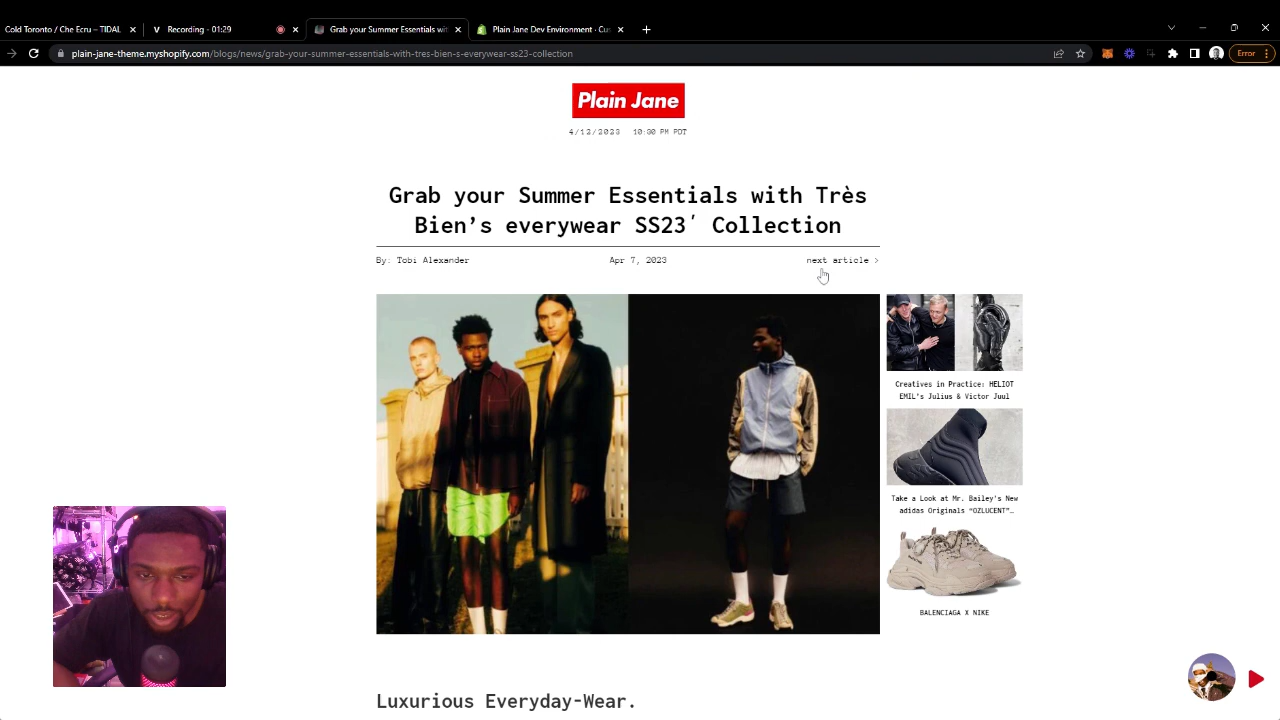 Cold Toronto / Che Ecru – TIDAL
Recording - 01:29
Grab your Summer Essentials wit
Plain Jane Dev Environment · Cus
plain-jane-theme.myshopify.com/blogs/news/grab-your-summer-essentials-with-tres-bien-s-everywear-ss23-collection
Error
Plain Jane
4/12/2023 10:30 PM PDT
Grab your Summer Essentials with Très
Bien’s everywear SS23′ Collection
By: Tobi Alexander
Apr 7, 2023
next article >
Creatives in Practice: HELIOT
EMIL’s Julius & Victor Juul
Take a Look at Mr. Bailey’s New
adidas Originals “OZLUCENT”…
BALENCIAGA X NIKE
Luxurious Everyday-Wear.